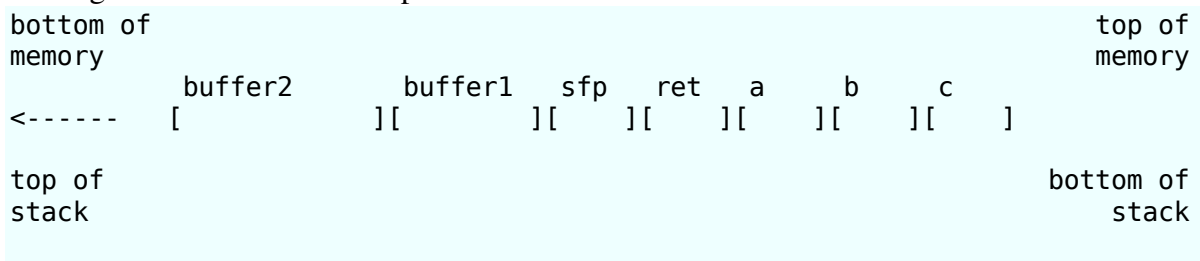 bottom of                                                            top of
memory                                                               memory
           buffer2       buffer1   sfp   ret   a     b     c
<------   [            ][        ][    ][    ][    ][    ][    ]
top of                                                            bottom of
stack                                                                 stack